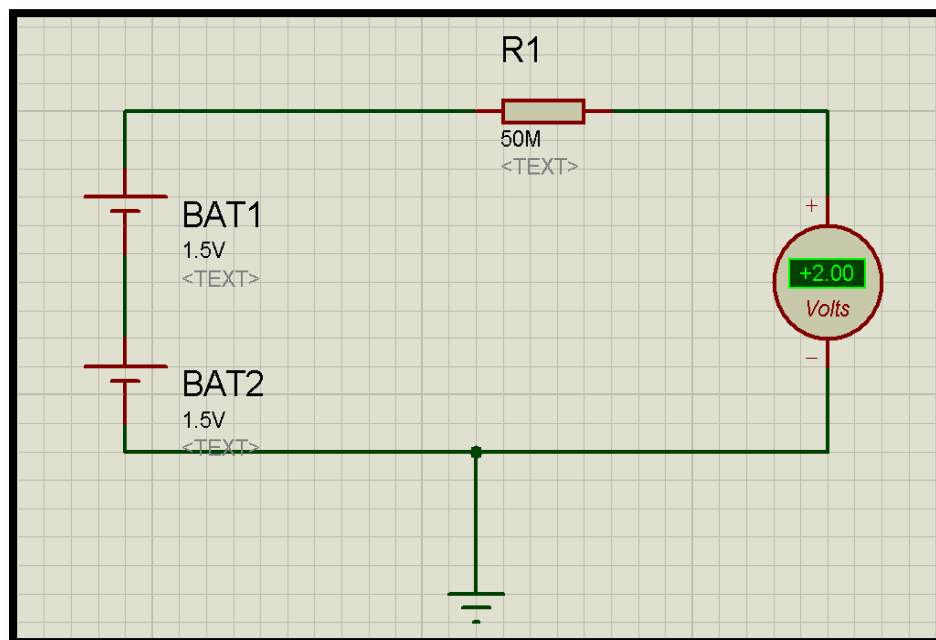 R1
50M
<TEXT>
BAT1
1.5V
<TEXT>
+
+2.00
Volts
−
BAT2
1.5V
<TEXT>